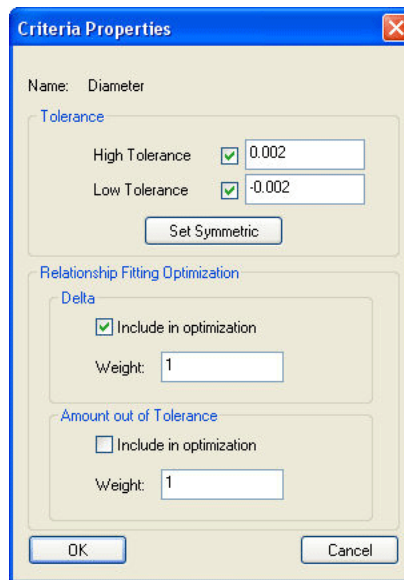 Criteria Properties
Name: Diameter
Tolerance
High Tolerance 0.002
Low Tolerance -0.002
Set Symmetric
Relationship Fitting Optimization
Delta
Include in optimization
Weight: 1
Amount out of Tolerance
Include in optimization
Weight: 1
OK Cancel